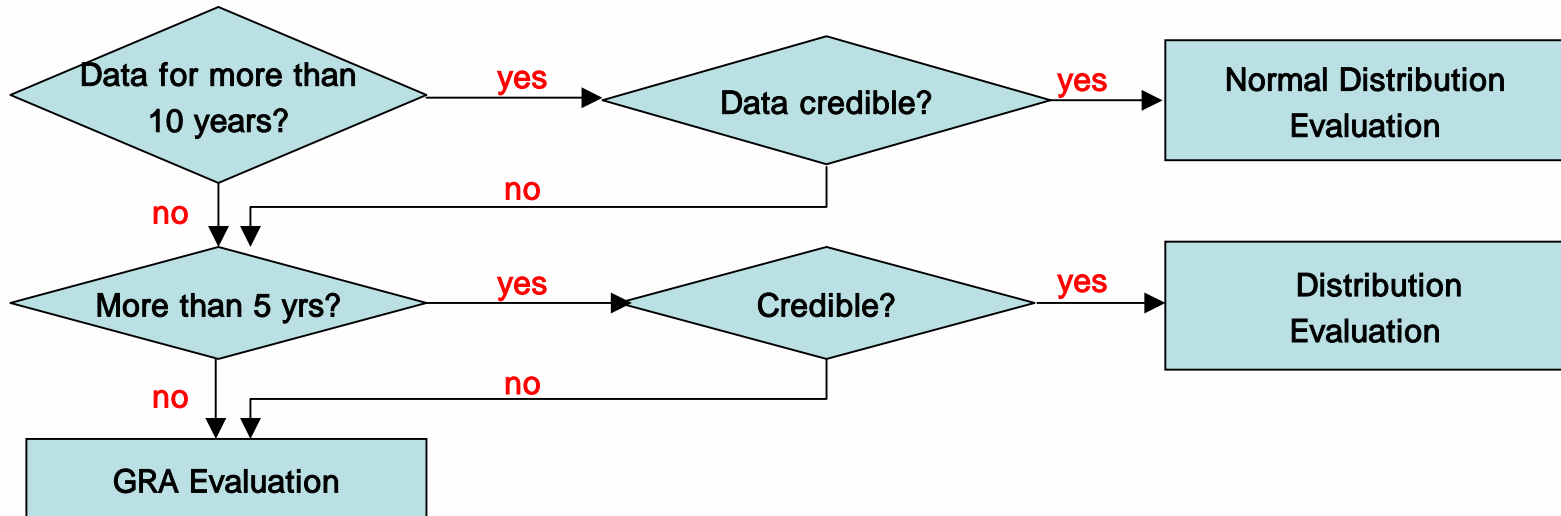 Data for more than
10 years?
yes
Data credible?
yes
Normal Distribution
Evaluation
no
no
More than 5 yrs?
yes
Credible?
yes
Distribution
Evaluation
no
no
GRA Evaluation